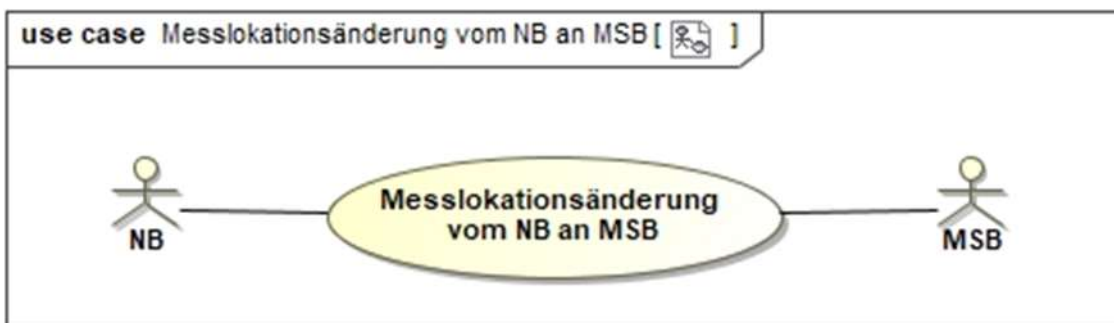 use case Messlokationsänderung vom NB an MSB [ ]
Messlokationsänderung
vom NB an MSB
NB
MSB